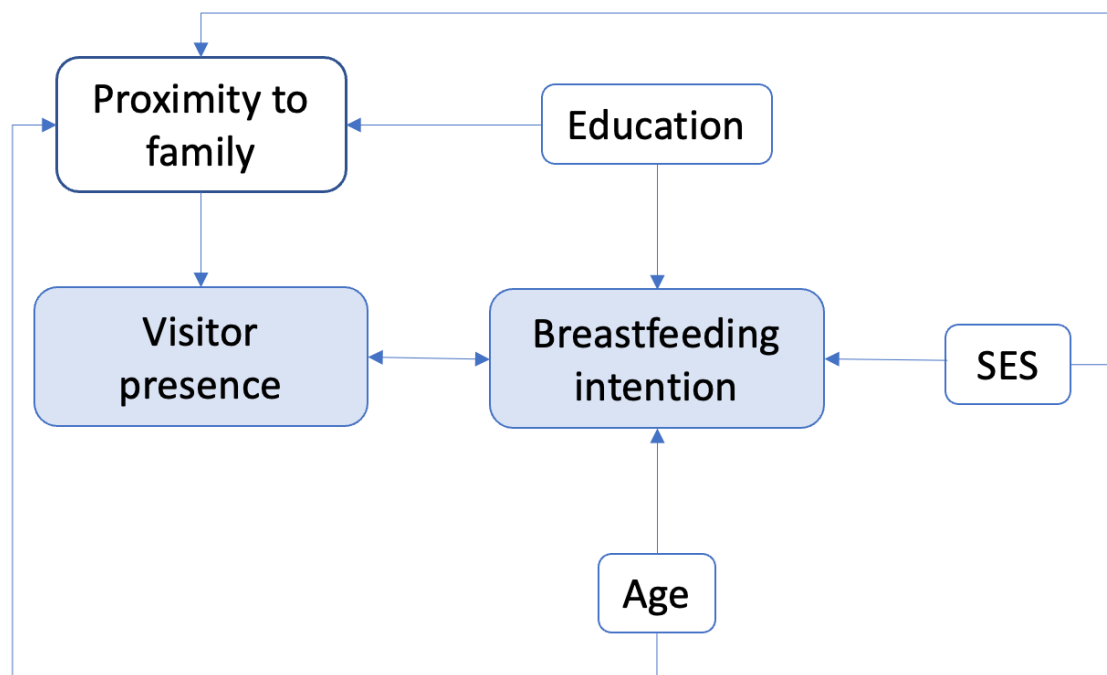 Proximity to
family
Education
Visitor
presence
Breastfeeding
intention
SES
Age